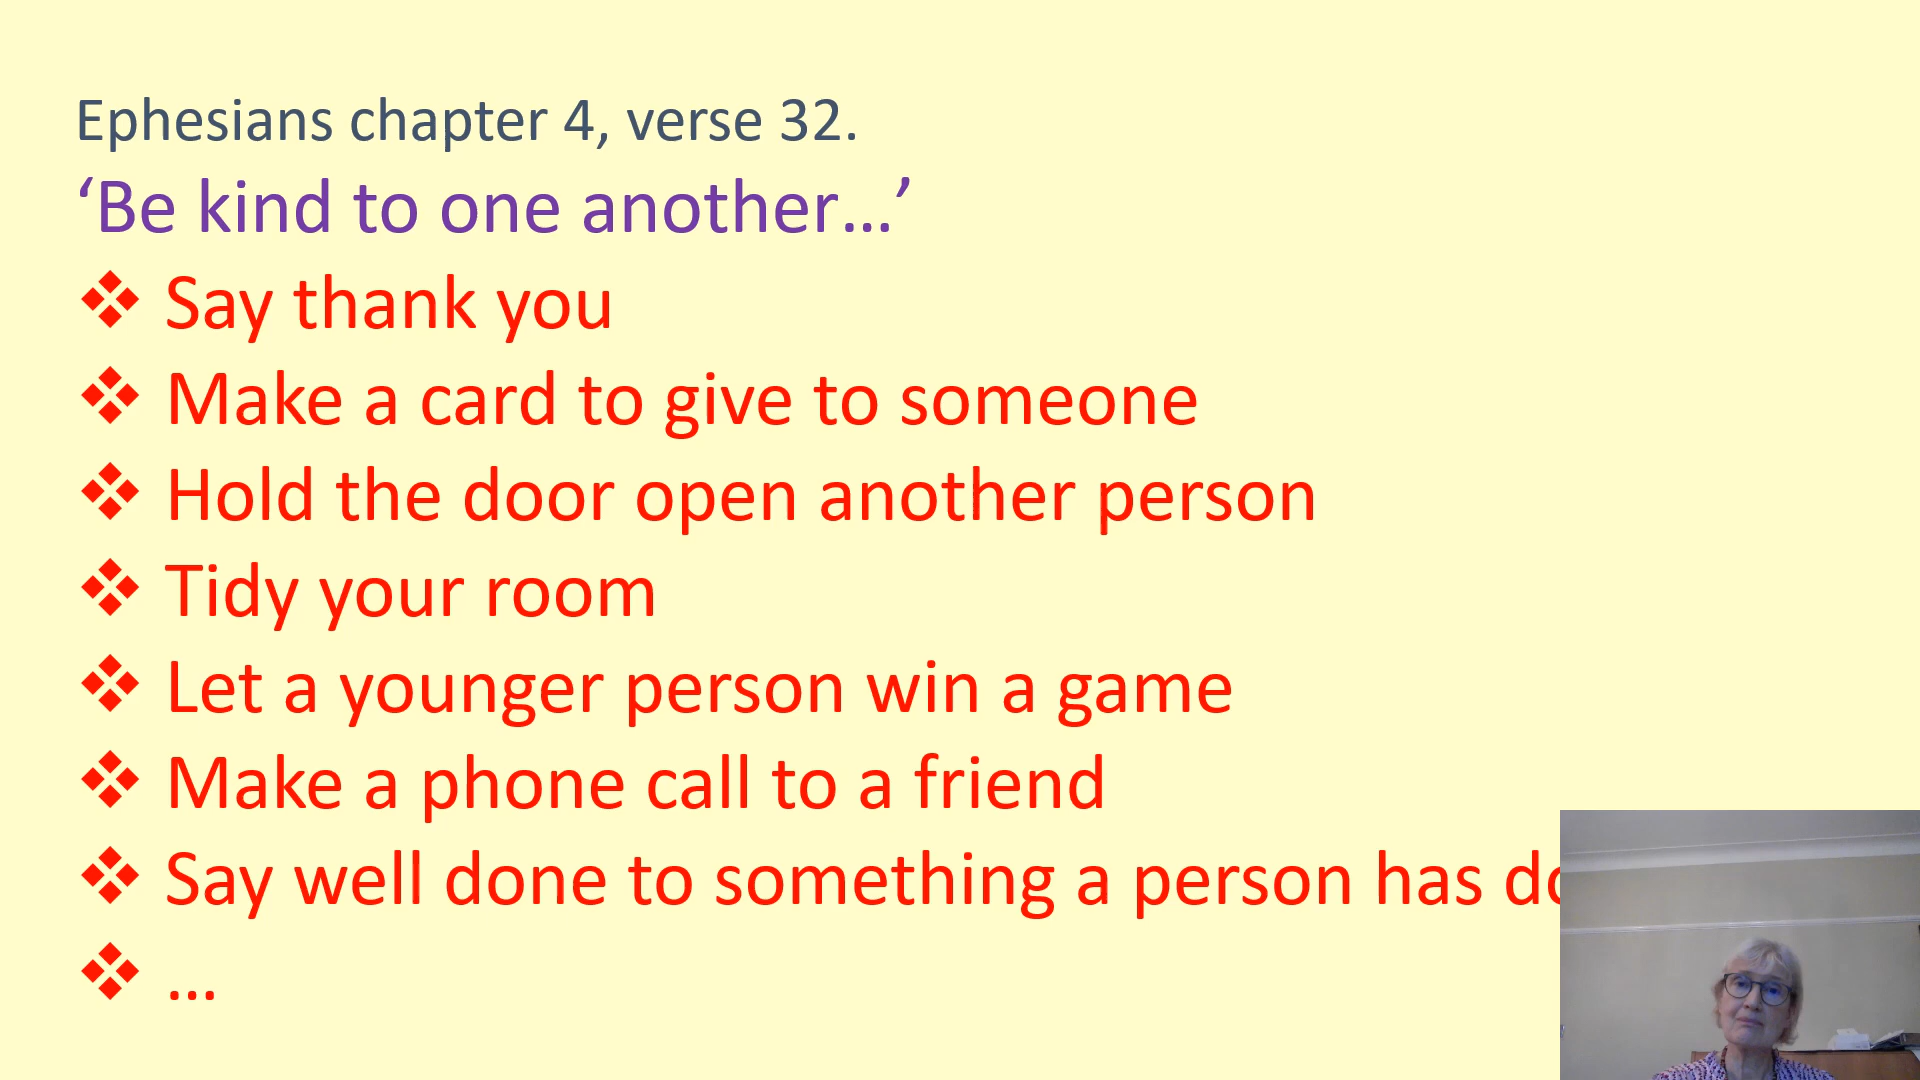 Ephesians chapter 4, verse 32.
‘Be kind to one another…’
❖ Say thank you
❖ Make a card to give to someone
❖ Hold the door open another person
❖ Tidy your room
❖ Let a younger person win a game
❖ Make a phone call to a friend
❖ Say well done to something a person has
❖ …